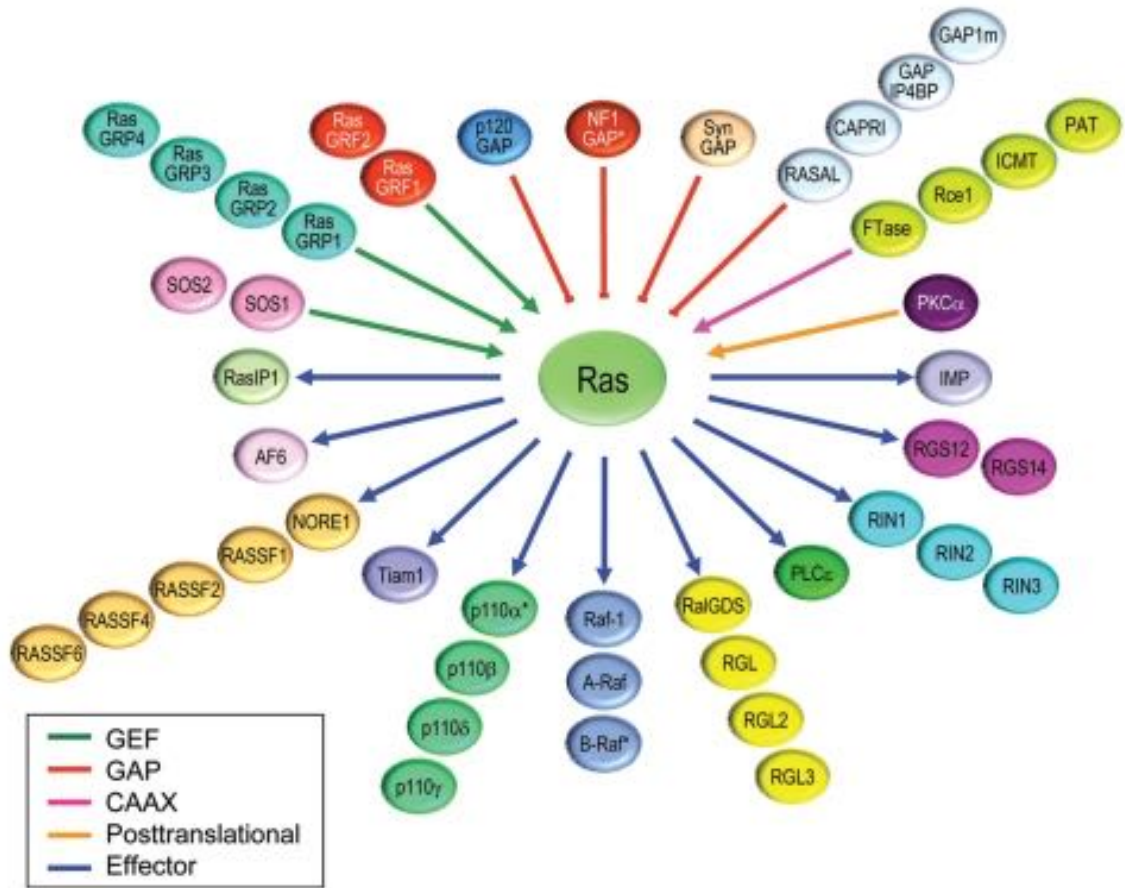 GAP1m
GAP
IP4BP
CAPRI
RASAL
Ras
GRP4
Ras
GRP3
Ras
GRP2
Ras
GRP1
Ras
GRF2
Ras
GRF1
p120
GAP
NF1
GAP*
Syn
GAP
PAT
ICMT
Rce1
FTase
SOS2
SOS1
PKCα
RasIP1
Ras
IMP
AF6
RGS12
RGS14
NORE1
RASSF1
RASSF2
RASSF4
RASSF6
Tiam1
p110α*
p110β
p110δ
p110γ
Raf-1
A-Raf
B-Raf*
RalGDS
RGL
RGL2
RGL3
PLCε
RIN1
RIN2
RIN3
GEF
GAP
CAAX
Posttranslational
Effector